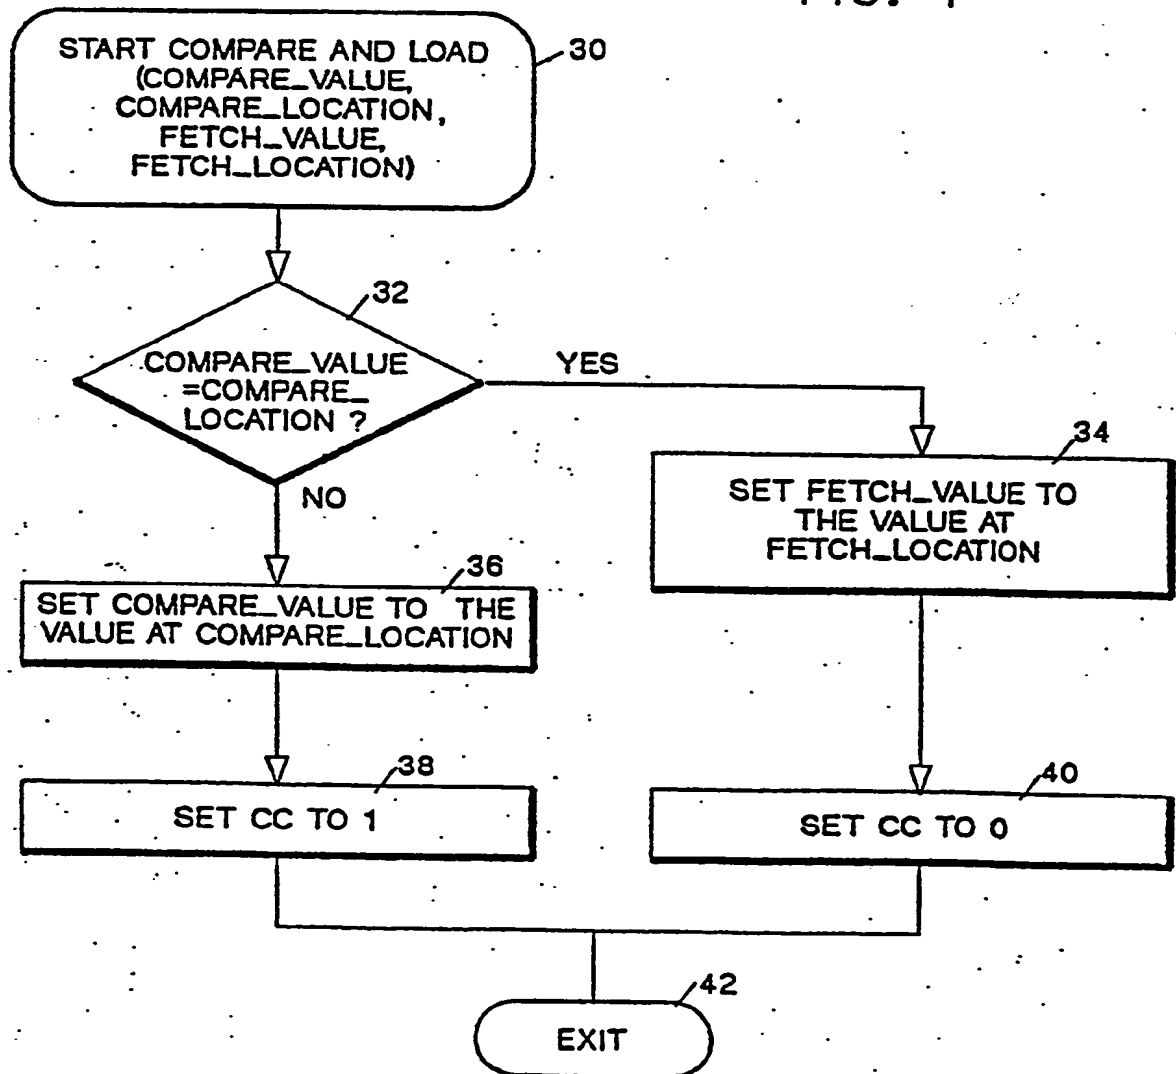 START COMPARE AND LOAD
(COMPARE_VALUE,
COMPARE_LOCATION,
FETCH_VALUE,
FETCH_LOCATION)
30
32
COMPARE_VALUE
=COMPARE_
LOCATION ?
YES
NO
34
SET FETCH_VALUE TO
THE VALUE AT
FETCH_LOCATION
36
SET COMPARE_VALUE TO THE
VALUE AT COMPARE_LOCATION
38
SET CC TO 1
40
SET CC TO 0
42
EXIT